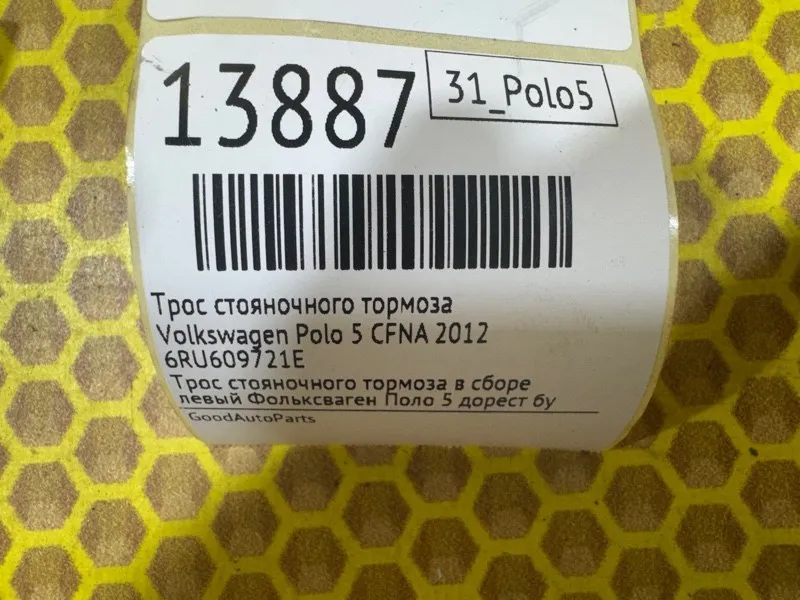 13887
31_Polo5
Трос стояночного тормоза
Volkswagen Polo 5 CFNA 2012
6RU609721E
Трос стояночного тормоза в сборе
левый Фольксваген Поло 5 дорест бу
GoodAutoParts